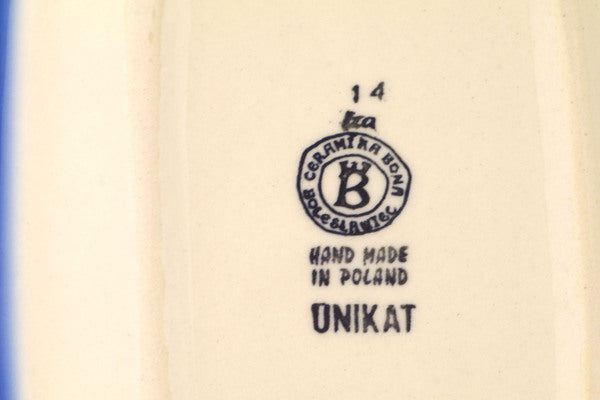 14
Iza
CERAMIKA BONA
B
BOLESŁAWIEC
HAND MADE
IN POLAND
UNIKAT